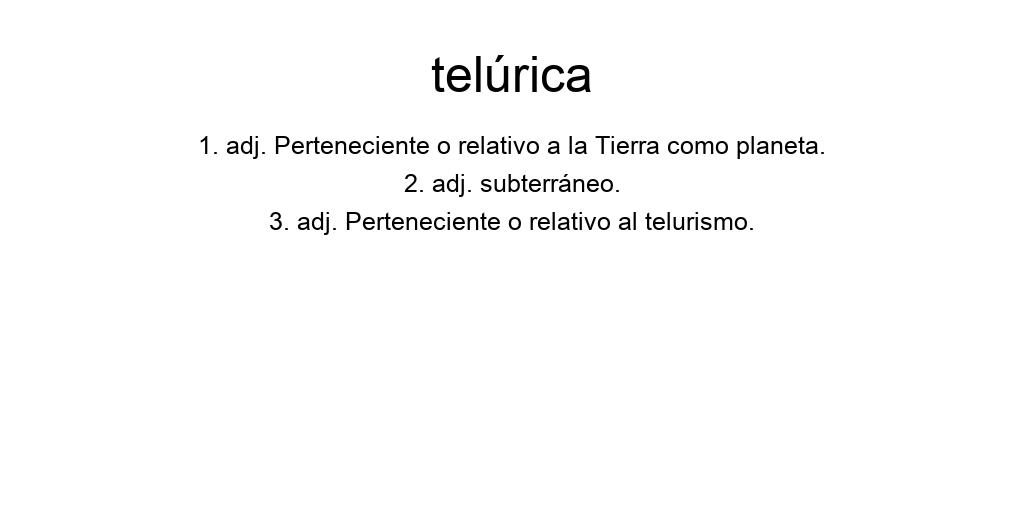 telúrica
1. adj. Perteneciente o relativo a la Tierra como planeta.
2. adj. subterráneo.
3. adj. Perteneciente o relativo al telurismo.